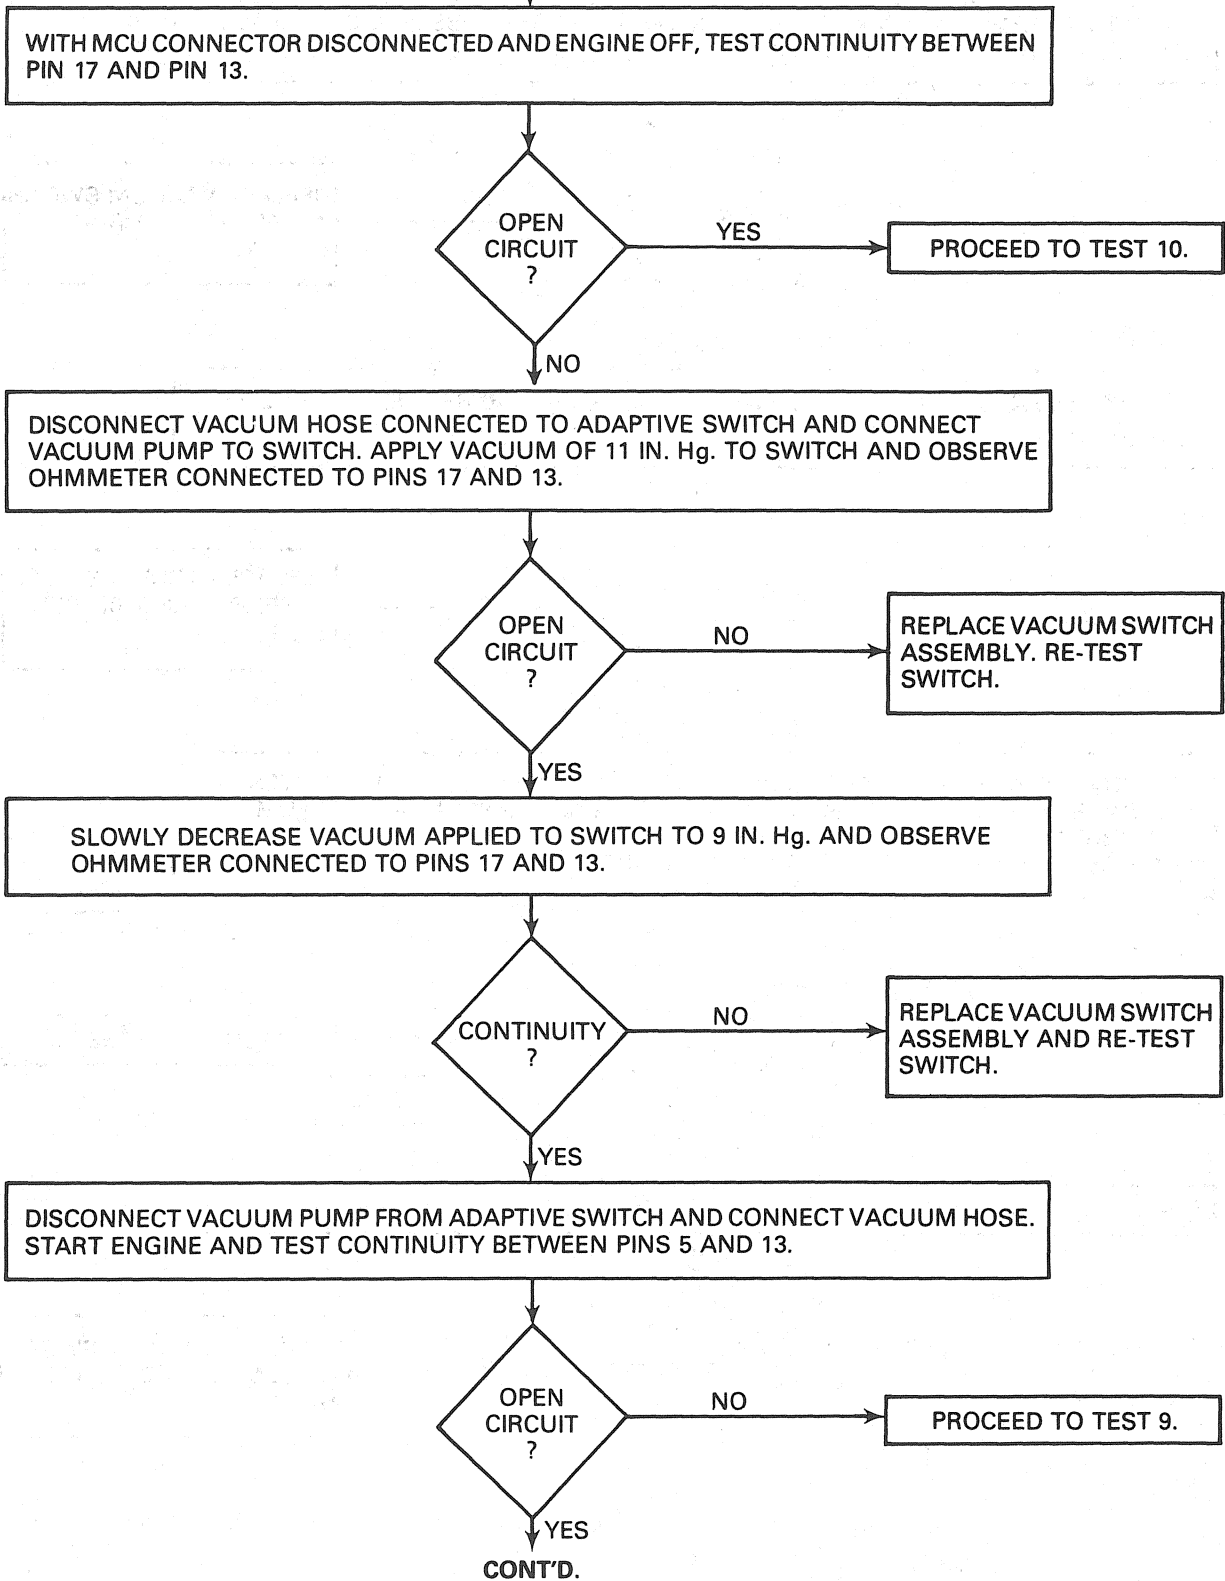 WITH MCU CONNECTOR DISCONNECTED AND ENGINE OFF, TEST CONTINUITY BETWEEN
PIN 17 AND PIN 13.
OPEN
CIRCUIT
?
YES
PROCEED TO TEST 10.
NO
DISCONNECT VACUUM HOSE CONNECTED TO ADAPTIVE SWITCH AND CONNECT
VACUUM PUMP TO SWITCH. APPLY VACUUM OF 11 IN. Hg. TO SWITCH AND OBSERVE
OHMMETER CONNECTED TO PINS 17 AND 13.
OPEN
CIRCUIT
?
NO
REPLACE VACUUM SWITCH
ASSEMBLY. RE-TEST
SWITCH.
YES
SLOWLY DECREASE VACUUM APPLIED TO SWITCH TO 9 IN. Hg. AND OBSERVE
OHMMETER CONNECTED TO PINS 17 AND 13.
CONTINUITY
?
NO
REPLACE VACUUM SWITCH
ASSEMBLY AND RE-TEST
SWITCH.
YES
DISCONNECT VACUUM PUMP FROM ADAPTIVE SWITCH AND CONNECT VACUUM HOSE.
START ENGINE AND TEST CONTINUITY BETWEEN PINS 5 AND 13.
OPEN
CIRCUIT
?
NO
PROCEED TO TEST 9.
YES
CONT'D.